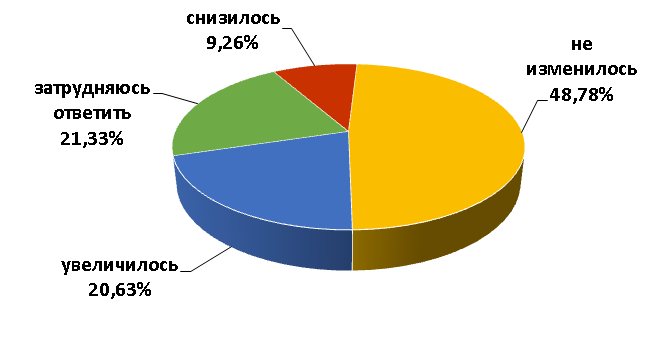 снизилось
9,26%
не
изменилось
48,78%
затрудняюсь
ответить
21,33%
увеличилось
20,63%